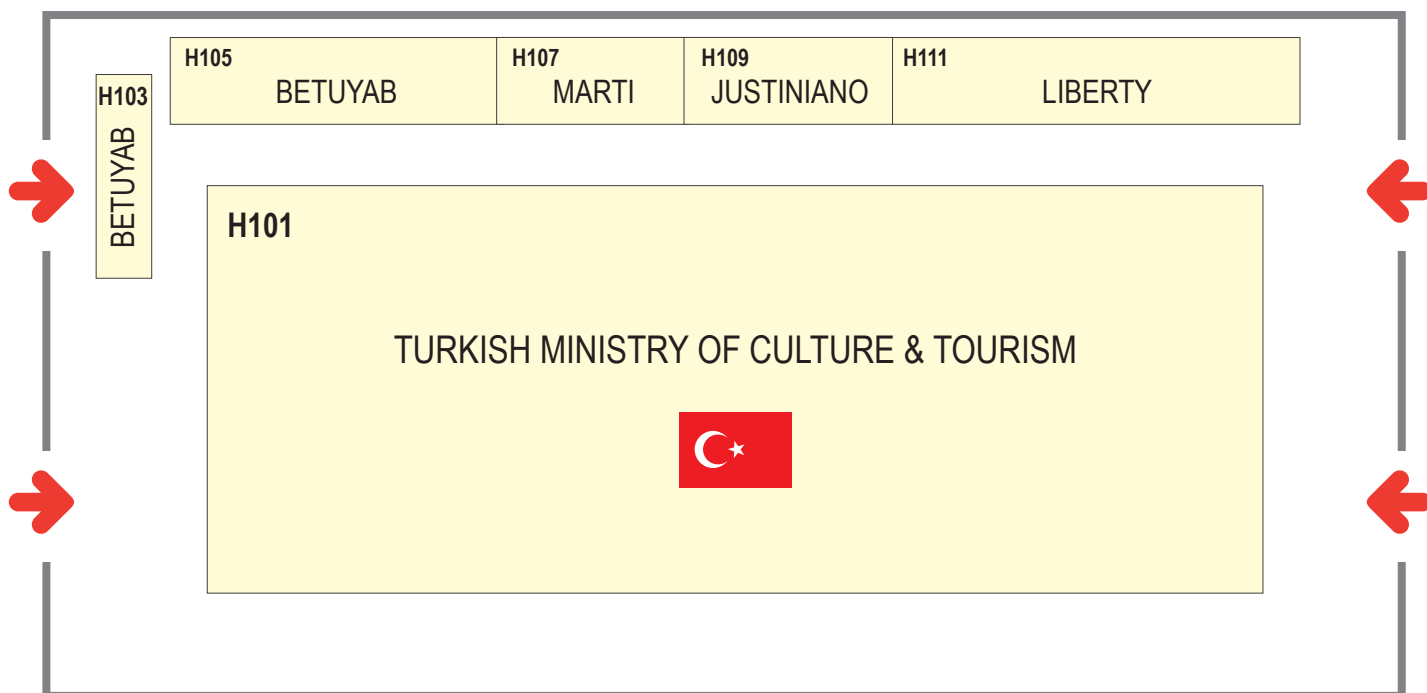 H105
BETUYAB
H107
MARTI
H109
JUSTINIANO
H111
LIBERTY
H103
BETUYAB
H101
TURKISH MINISTRY OF CULTURE & TOURISM